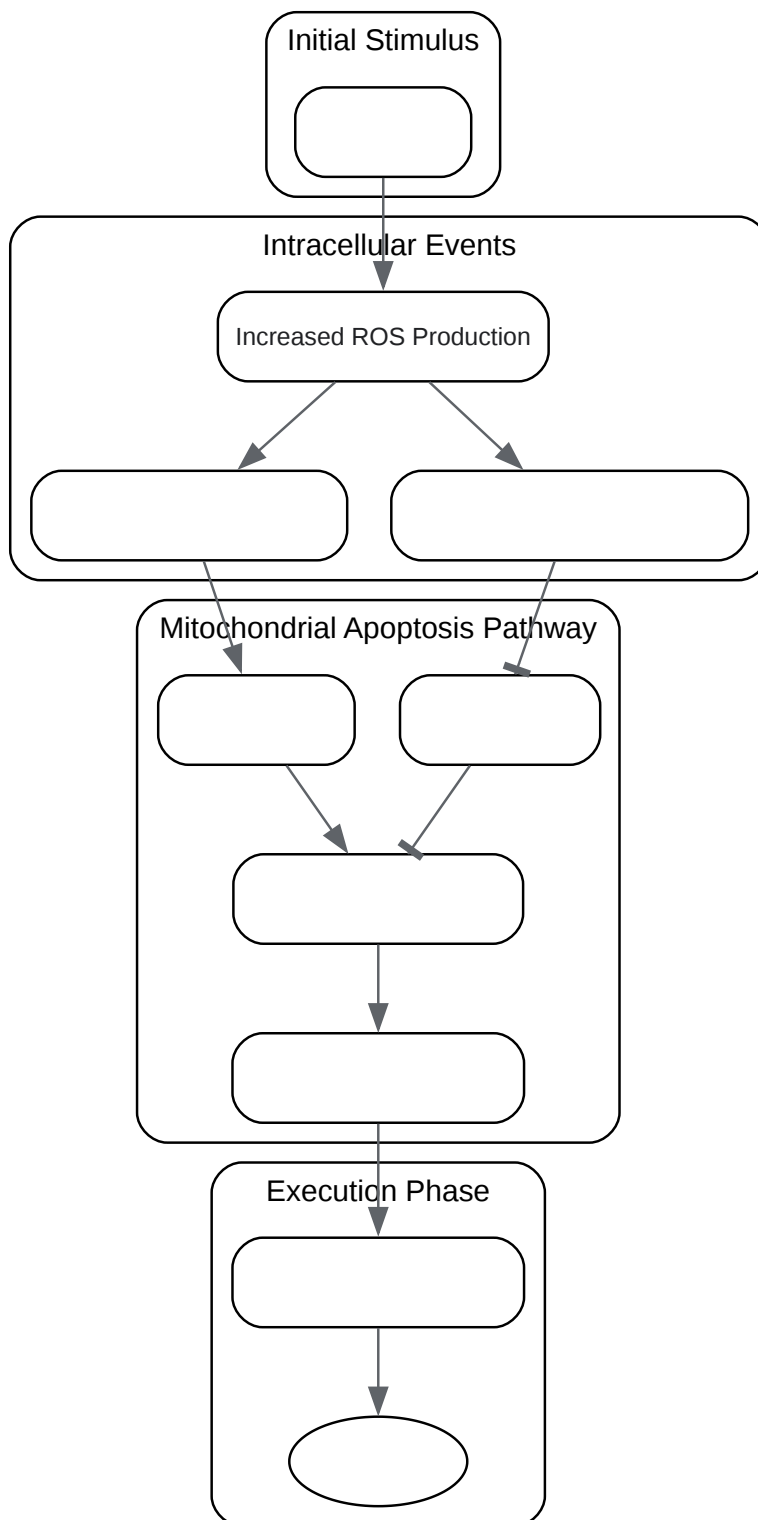 Initial Stimulus
Intracellular Events
Increased ROS Production
Mitochondrial Apoptosis Pathway
Execution Phase